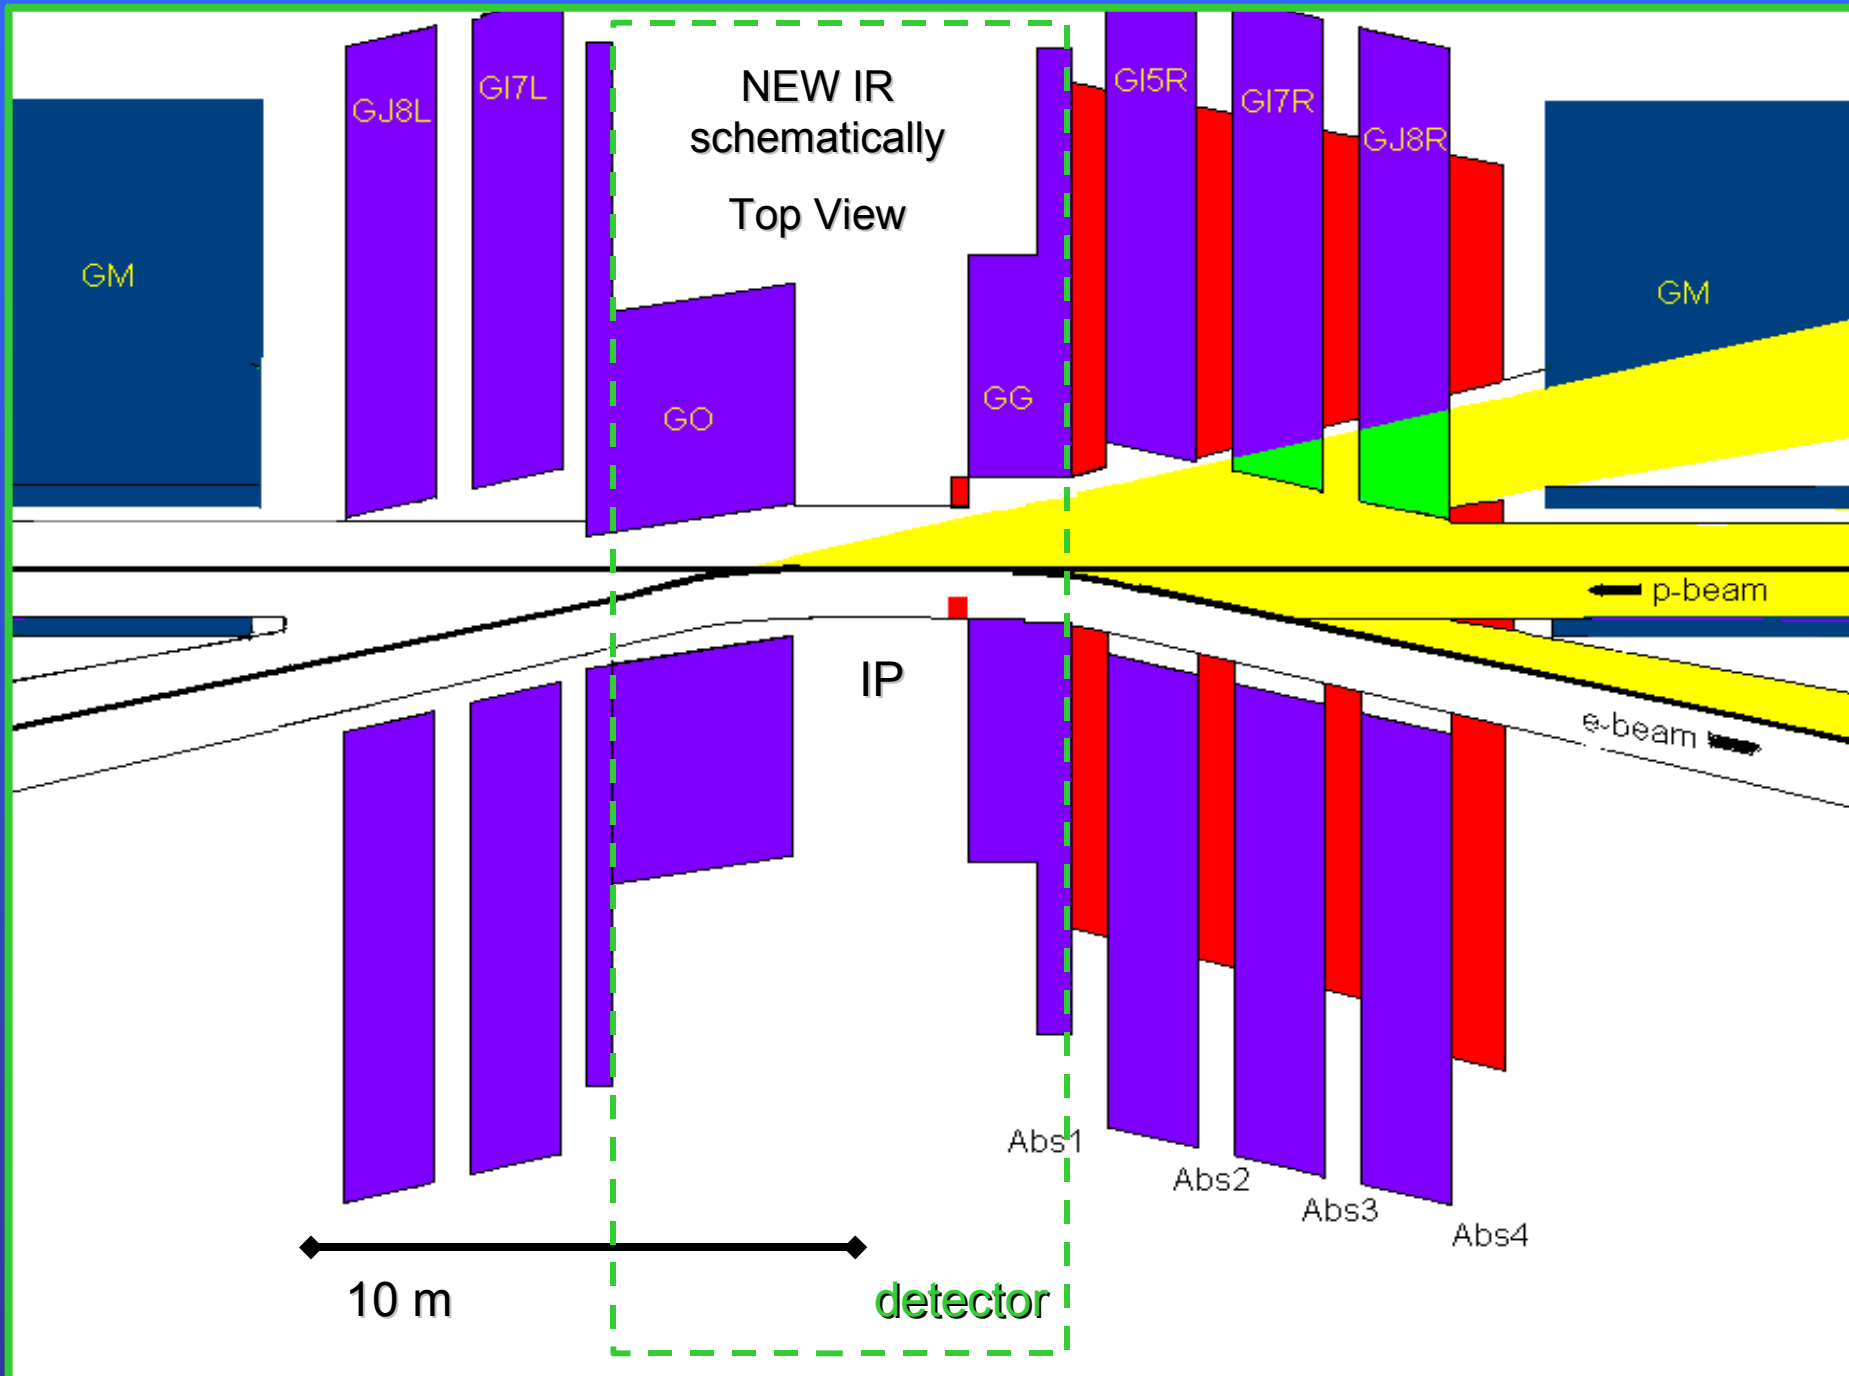 NEW IR
schematically
Top View
GJ8L
GI7L
GI5R
GI7R
GJ8R
GM
GM
GO
GG
p-beam
IP
e-beam
Abs1
Abs2
Abs3
Abs4
10 m
detector